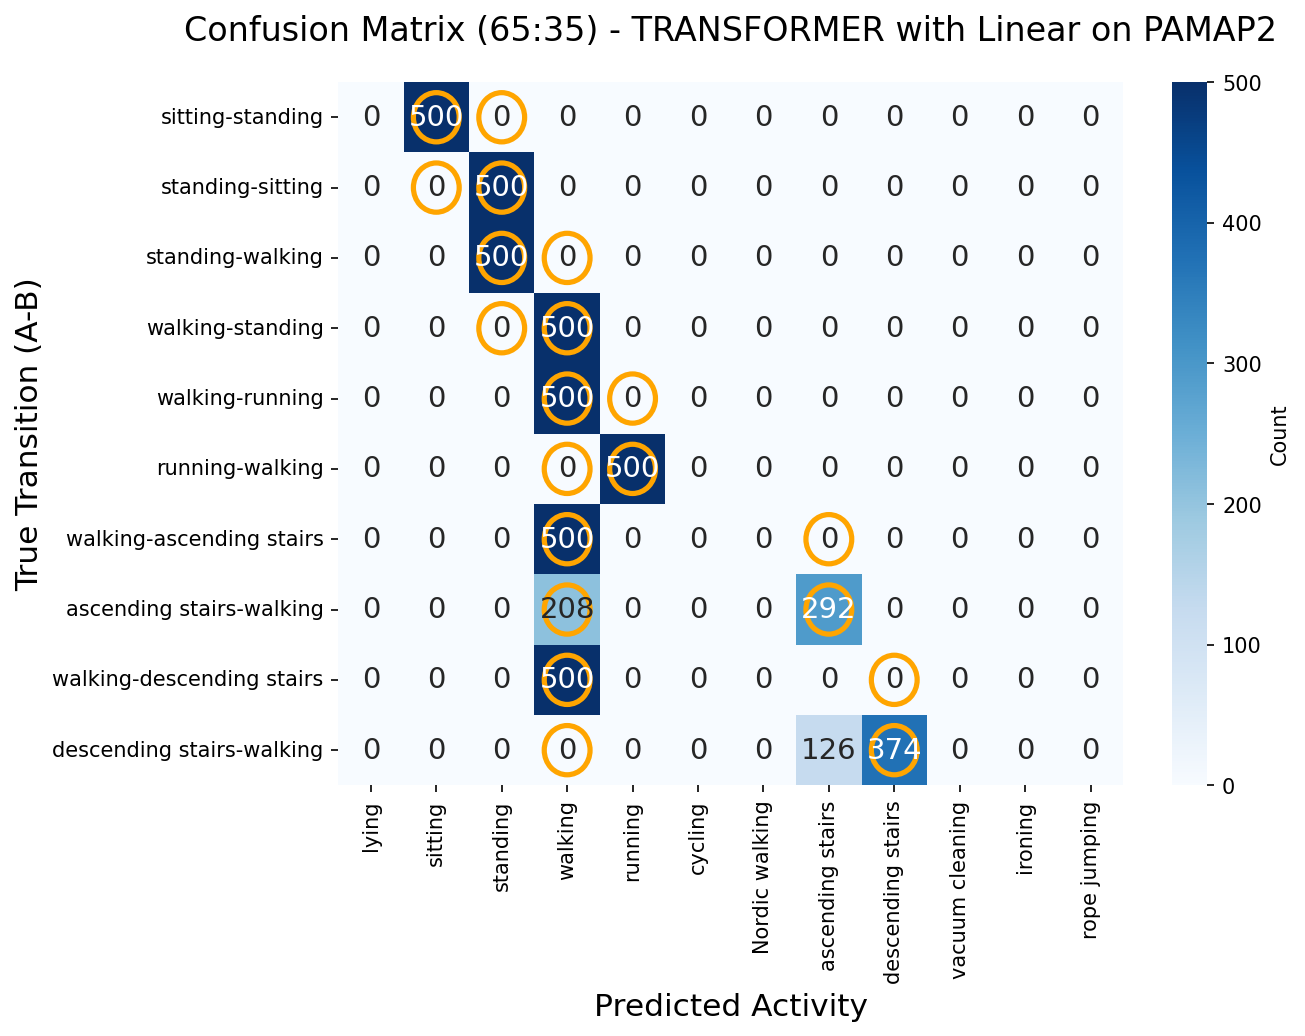 Confusion Matrix (65:35) - TRANSFORMER with Linear on PAMAP2
True Transition (A-B)
sitting-standing 0 500 0 0 0 0 0 0 0 0 0 0
standing-sitting 0 0 500 0 0 0 0 0 0 0 0 0
standing-walking 0 0 500 0 0 0 0 0 0 0 0 0
walking-standing 0 0 0 500 0 0 0 0 0 0 0 0
walking-running 0 0 0 500 0 0 0 0 0 0 0 0
running-walking 0 0 0 0 500 0 0 0 0 0 0 0
walking-ascending stairs 0 0 0 500 0 0 0 0 0 0 0 0
ascending stairs-walking 0 0 0 208 0 0 0 292 0 0 0 0
walking-descending stairs 0 0 0 500 0 0 0 0 0 0 0 0
descending stairs-walking 0 0 0 0 0 0 0 126 374 0 0 0
lying
sitting
standing
walking
running
cycling
Nordic walking
ascending stairs
descending stairs
vacuum cleaning
ironing
rope jumping
Predicted Activity
500
400
300
200
100
0
Count